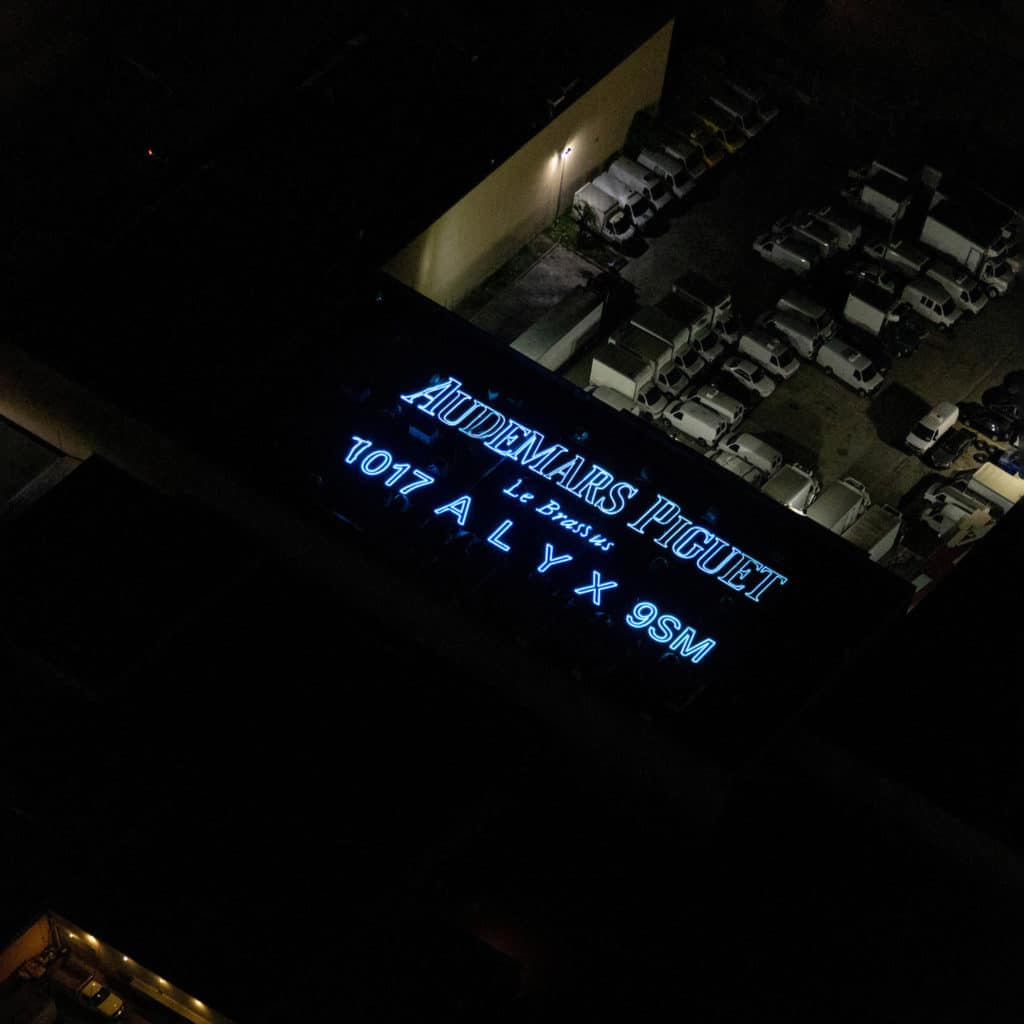 AUDEMARS PIGUET
Le Brassus
1017 ALYX 9SM